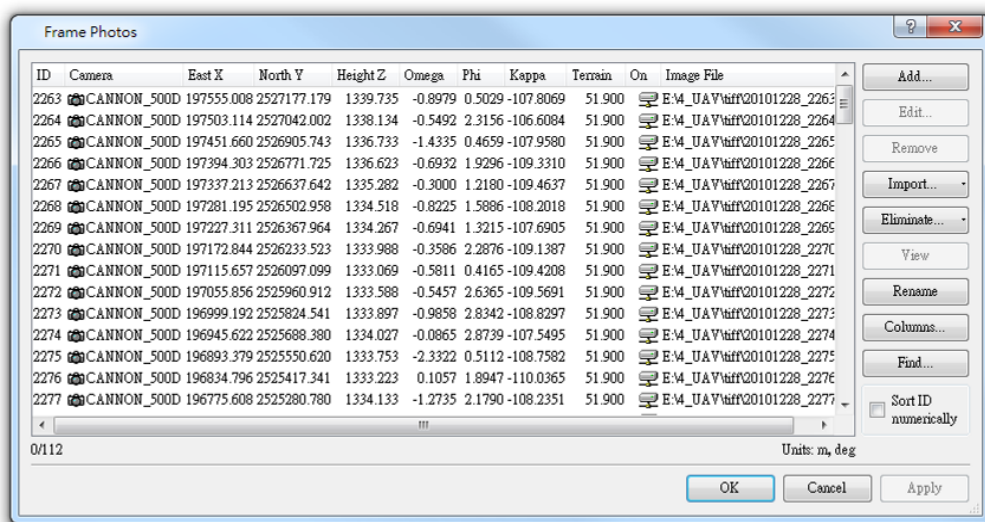 Frame Photos
ID Camera East X North Y Height Z Omega Phi Kappa Terrain On Image File
2263 CANNON_500D 197555.008 2527177.179 1339.735 -0.8979 0.5029 -107.8069 51.900 E:\4_UAV\tiff\20101228_2263
2264 CANNON_500D 197503.114 2527042.002 1338.134 -0.5492 2.3156 -106.6084 51.900 E:\4_UAV\tiff\20101228_2264
2265 CANNON_500D 197451.660 2526905.743 1336.733 -1.4335 0.4659 -107.9580 51.900 E:\4_UAV\tiff\20101228_2265
2266 CANNON_500D 197394.303 2526771.725 1336.623 -0.6932 1.9296 -109.3310 51.900 E:\4_UAV\tiff\20101228_2266
2267 CANNON_500D 197337.213 2526637.642 1335.282 -0.3000 1.2180 -109.4637 51.900 E:\4_UAV\tiff\20101228_2267
2268 CANNON_500D 197281.195 2526502.958 1334.518 -0.8225 1.5886 -108.2018 51.900 E:\4_UAV\tiff\20101228_2268
2269 CANNON_500D 197227.311 2526367.964 1334.267 -0.6941 1.3215 -107.6905 51.900 E:\4_UAV\tiff\20101228_2269
2270 CANNON_500D 197172.844 2526233.523 1333.988 -0.3586 2.2876 -109.1387 51.900 E:\4_UAV\tiff\20101228_2270
2271 CANNON_500D 197115.657 2526097.099 1333.069 -0.5811 0.4165 -109.4208 51.900 E:\4_UAV\tiff\20101228_2271
2272 CANNON_500D 197055.856 2525960.912 1333.588 -0.5457 2.6365 -109.5691 51.900 E:\4_UAV\tiff\20101228_2272
2273 CANNON_500D 196999.192 2525824.541 1333.897 -0.9858 2.8342 -108.8297 51.900 E:\4_UAV\tiff\20101228_2273
2274 CANNON_500D 196945.622 2525688.380 1334.027 -0.0865 2.8739 -107.5495 51.900 E:\4_UAV\tiff\20101228_2274
2275 CANNON_500D 196893.379 2525550.620 1333.753 -2.3322 0.5112 -108.7582 51.900 E:\4_UAV\tiff\20101228_2275
2276 CANNON_500D 196834.796 2525417.341 1333.223 0.1057 1.8947 -110.0365 51.900 E:\4_UAV\tiff\20101228_2276
2277 CANNON_500D 196775.608 2525280.780 1334.133 -1.2735 2.1790 -108.2351 51.900 E:\4_UAV\tiff\20101228_2277
Add...
Edit...
Remove
Import...
Eliminate...
View
Rename
Columns...
Find...
Sort ID
numerically
0/112 Units: m, deg
OK Cancel Apply